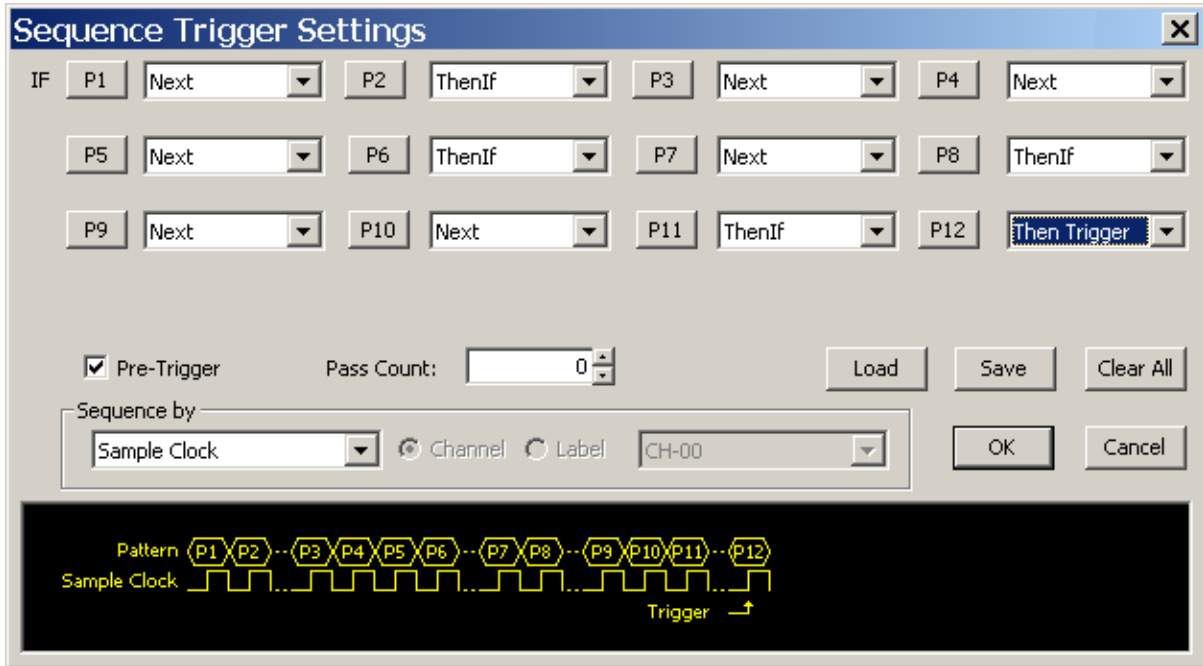 Sequence Trigger Settings
IF P1 Next P2 ThenIf P3 Next P4 Next
P5 Next P6 ThenIf P7 Next P8 ThenIf
P9 Next P10 Next P11 ThenIf P12 Then Trigger
Pre-Trigger Pass Count: 0 Load Save Clear All
Sequence by
Sample Clock Channel Label CH-00 OK Cancel
Pattern P1 P2 P3 P4 P5 P6 P7 P8 P9 P10 P11 P12
Sample Clock
Trigger